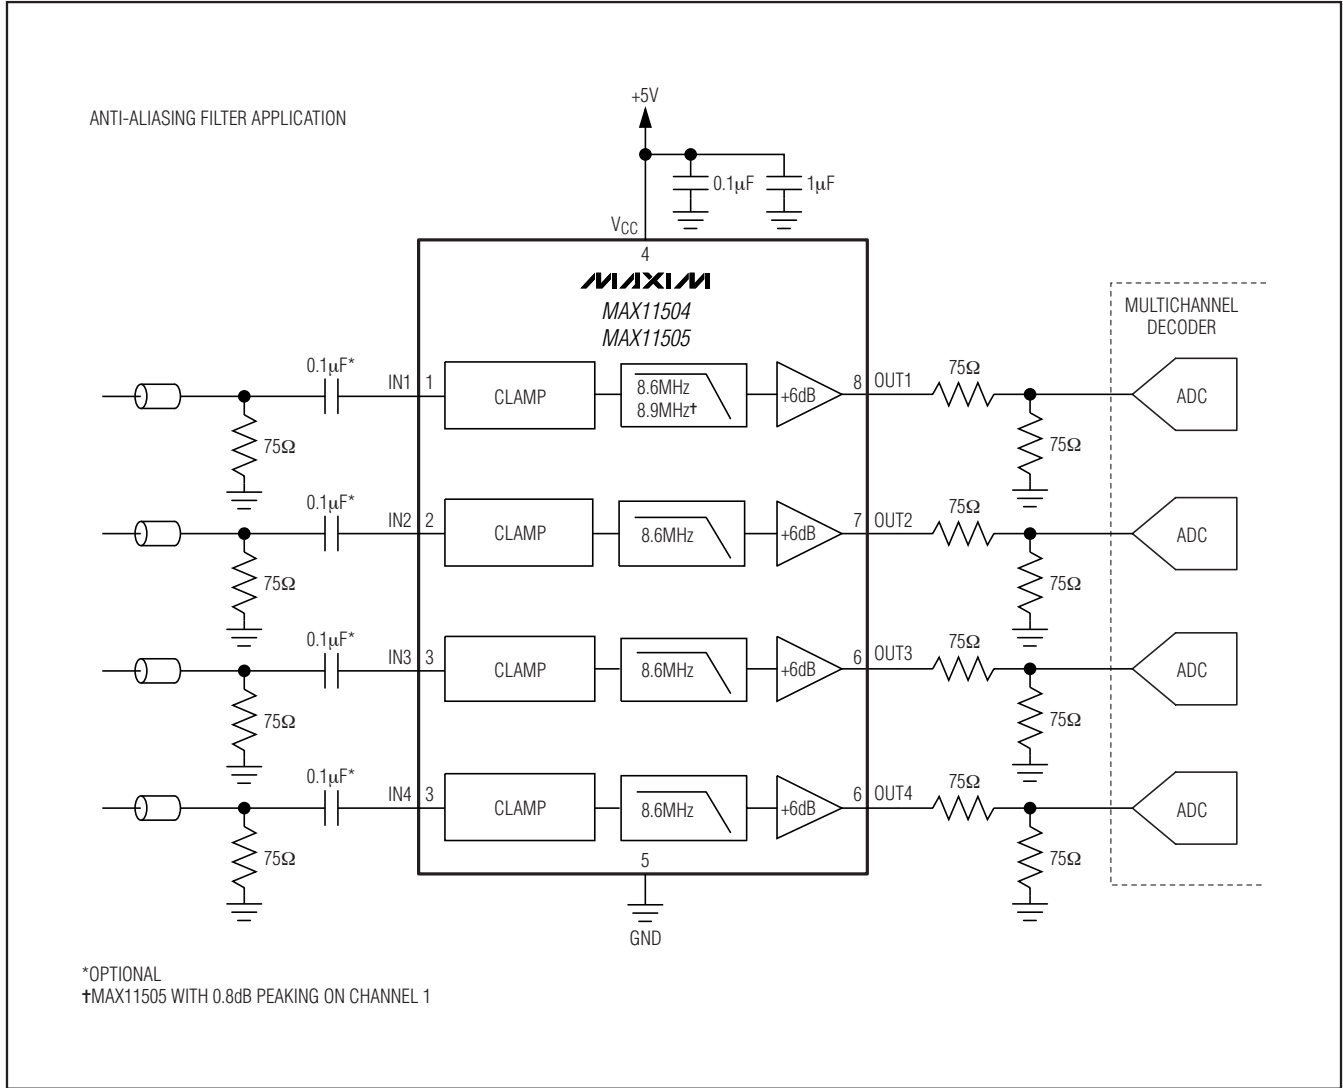 +5V
ANTI-ALIASING FILTER APPLICATION
0.1µF
1µF
VCC
4
MAXIM
MAX11504
MAX11505
MULTICHANNEL
DECODER
0.1µF*
IN1
1
CLAMP
8.6MHz
8.9MHz†
+6dB
8
OUT1
75Ω
ADC
75Ω
75Ω
0.1µF*
IN2
2
CLAMP
8.6MHz
+6dB
7
OUT2
75Ω
ADC
75Ω
75Ω
0.1µF*
IN3
3
CLAMP
8.6MHz
+6dB
6
OUT3
75Ω
ADC
75Ω
75Ω
0.1µF*
IN4
3
CLAMP
8.6MHz
+6dB
6
OUT4
75Ω
ADC
75Ω
75Ω
5
GND
*OPTIONAL
†MAX11505 WITH 0.8dB PEAKING ON CHANNEL 1